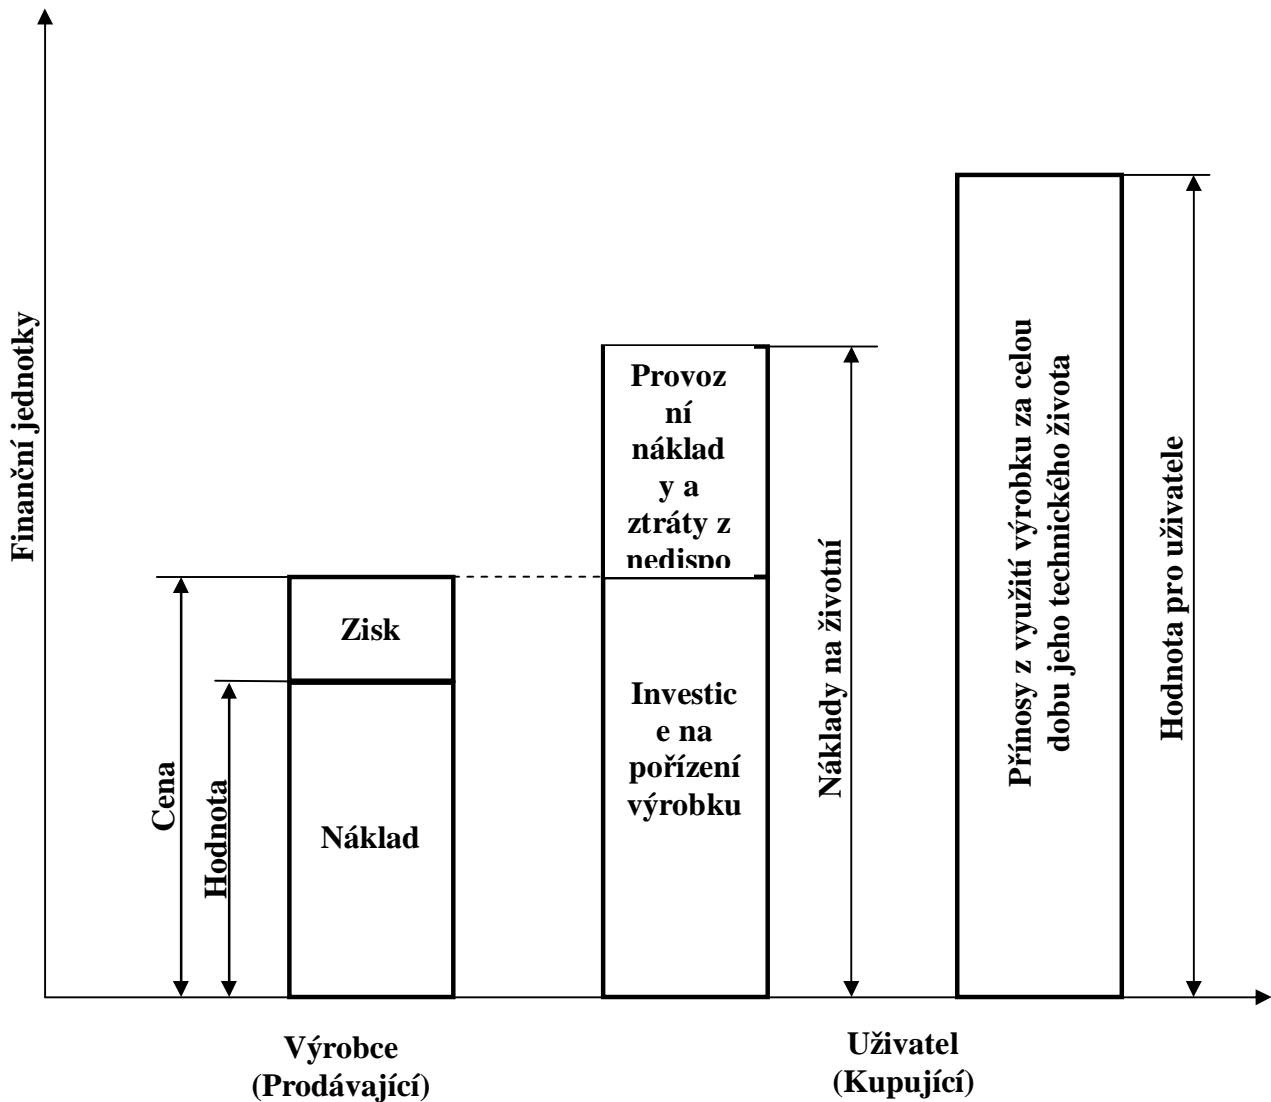 Finanční jednotky
Cena
Hodnota
Zisk
Náklad
Provoz
ní
náklad
y a
ztráty z
nedispo
Investic
e na
pořízení
výrobku
Náklady na životní
Přínosy z využití výrobku za celou
dobu jeho technického života
Hodnota pro uživatele
Výrobce
(Prodávající)
Uživatel
(Kupující)